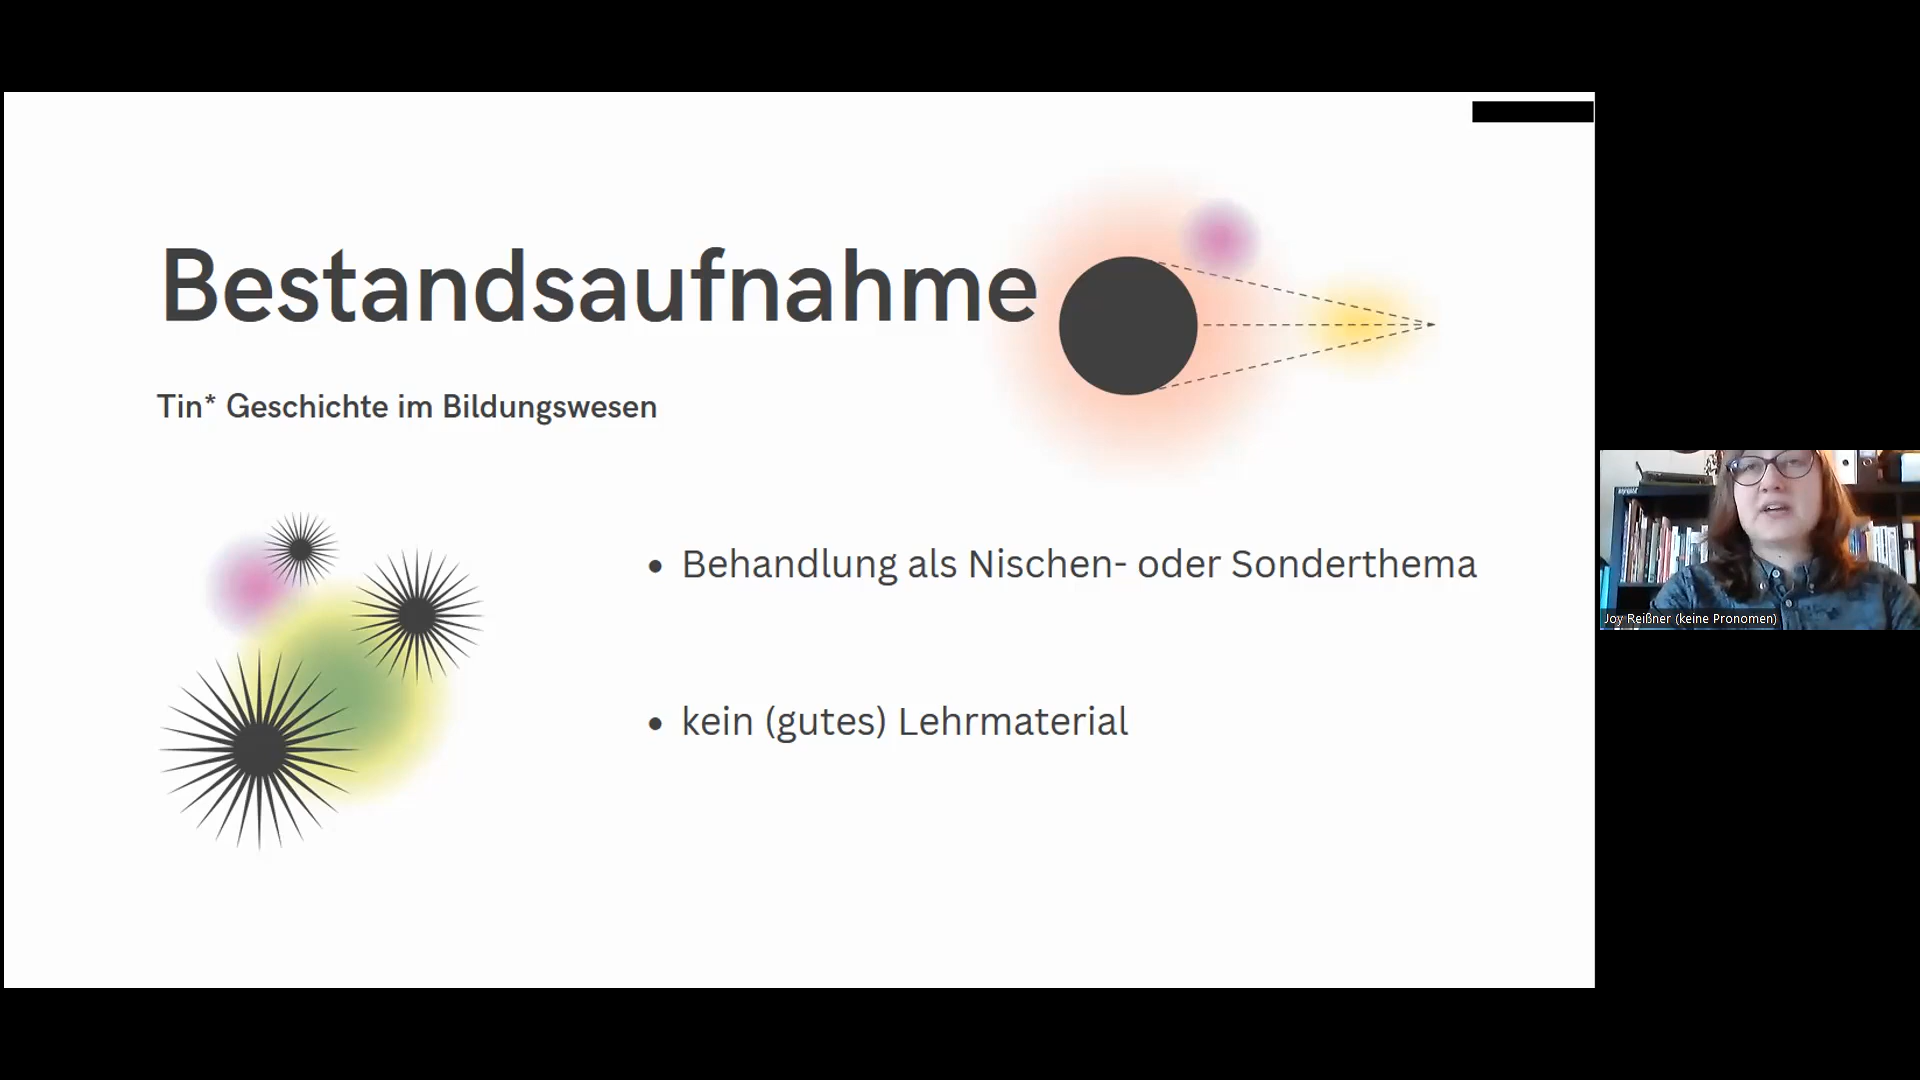 Bestandsaufnahme
Tin* Geschichte im Bildungswesen
• Behandlung als Nischen- oder Sonderthema
• kein (gutes) Lehrmaterial
Joy Reißner (keine Pronomen)